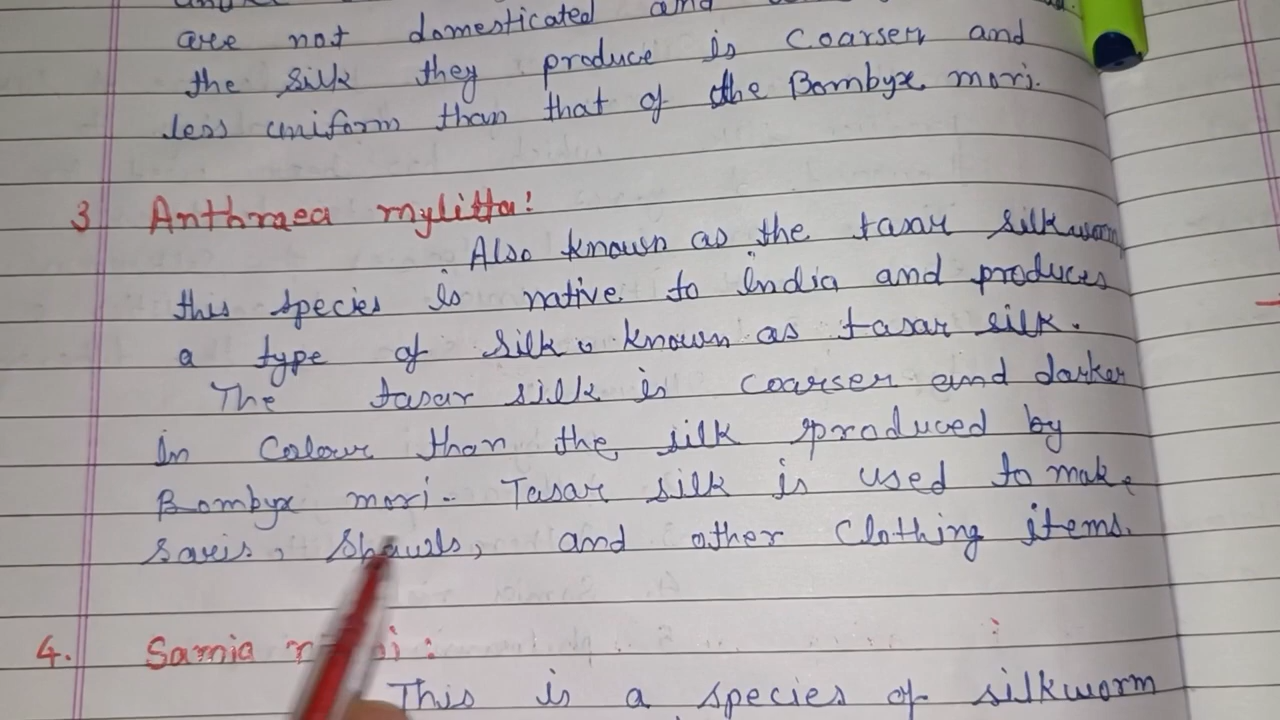 are not domesticated and
the silk they produce is coarser and
less uniform than that of the Bombyx mori.
3 Anthraea mylitta:
Also known as the tasar silkworm
this species is native to India and produces
a type of silk. known as tasar silk.
The tasar silk is coarser and darker
in colour than the silk produced by
Bombyx mori. Tasar silk is used to make
saris, shawls, and other clothing items.
4. Samia
This is a species of silkworm